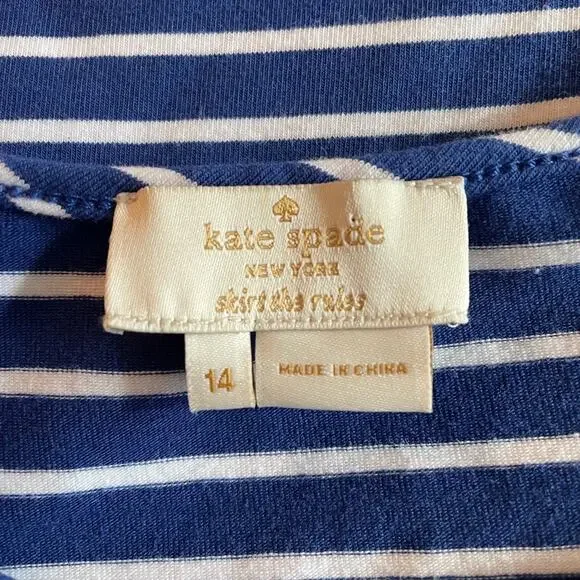 kate spade
NEW YORK
skirt the rules
14
MADE IN CHINA